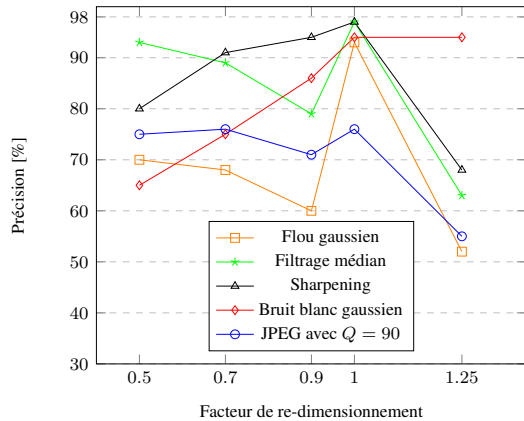 98
90
80
70
60
50
40
30
Précision [%]
Flou gaussien
Filtrage médian
Sharpening
Bruit blanc gaussien
JPEG avec Q = 90
0.5 0.7 0.9 1 1.25
Facteur de re-dimensionnement